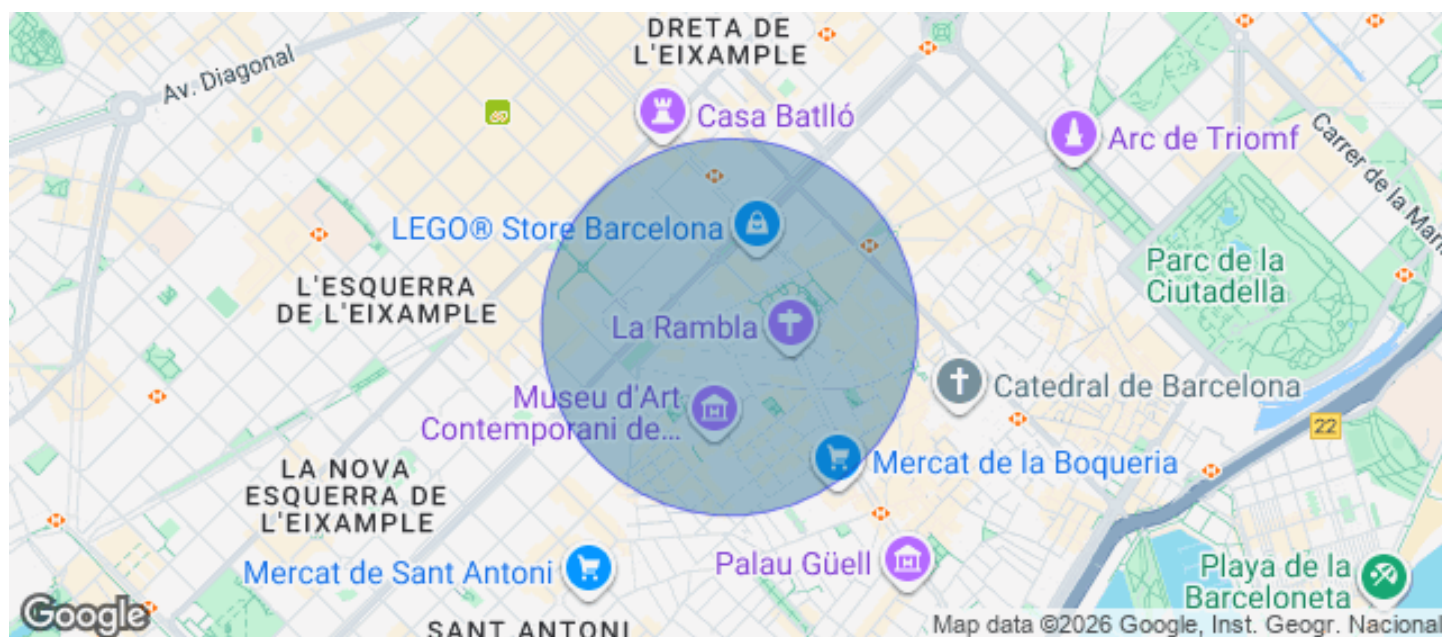 DRETA DE
L'EIXAMPLE
Av. Diagonal
Casa Batlló
Arc de Triomf
Carrer de la Mari
LEGO® Store Barcelona
Parc de la
Ciutadella
L'ESQUERRA
DE L'EIXAMPLE
La Rambla
Catedral de Barcelona
Museu d'Art
Contemporani de...
22
LA NOVA
ESQUERRA DE
L'EIXAMPLE
Mercat de la Boqueria
Mercat de Sant Antoni
Palau Güell
Playa de la
Barceloneta
Google
SANT ANTONI
Map data ©2026 Google, Inst. Geogr. Nacional